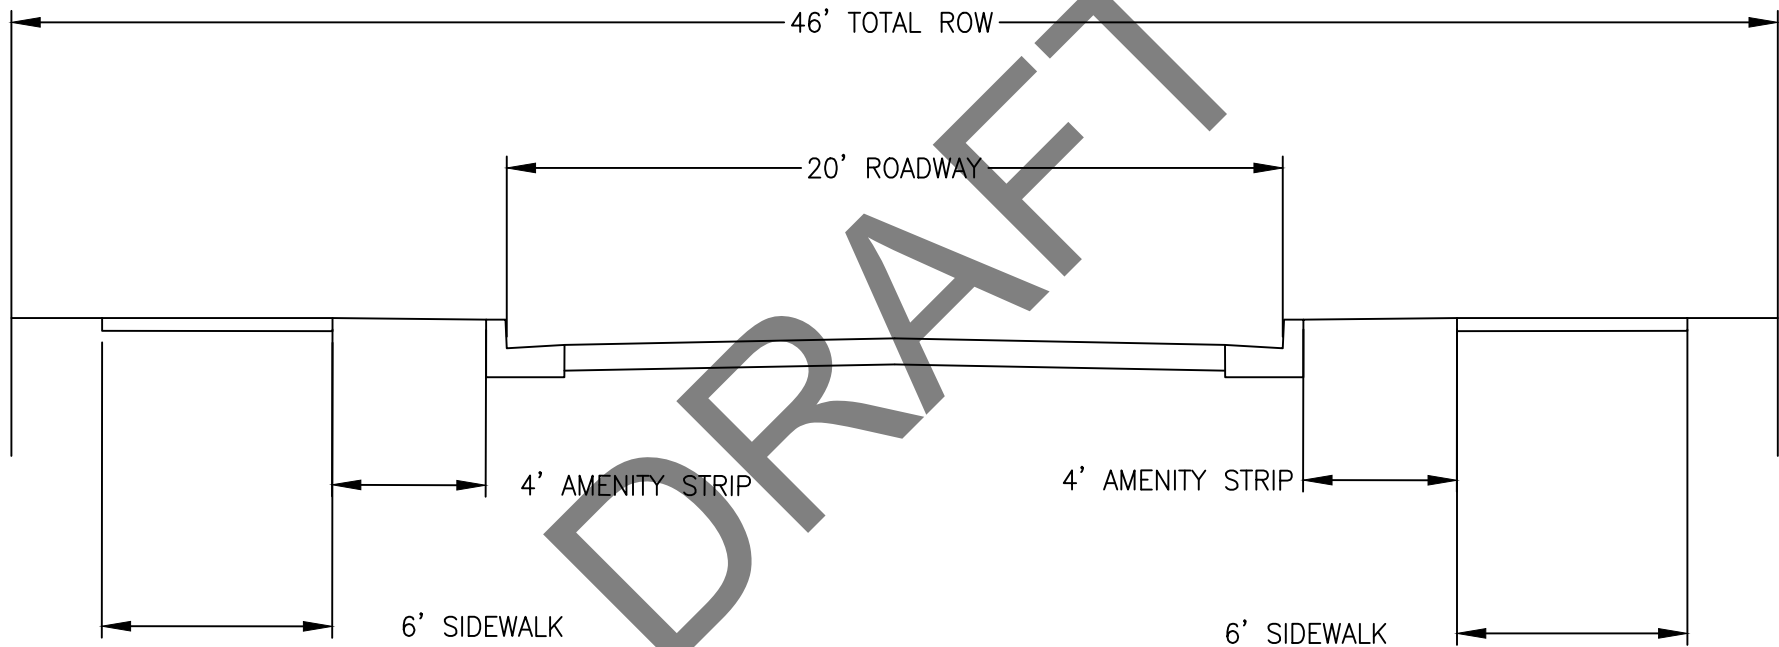 46' TOTAL ROW
20' ROADWAY
4' AMENITY STRIP
4' AMENITY STRIP
6' SIDEWALK
6' SIDEWALK
DRAFT